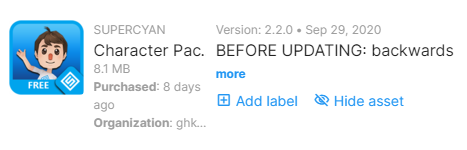 SUPERCYAN
Character Pac.
8.1 MB
Purchased: 8 days
ago
Organization: ghk...
FREE
Version: 2.2.0 • Sep 29, 2020
BEFORE UPDATING: backwards
more
Add label
Hide asset